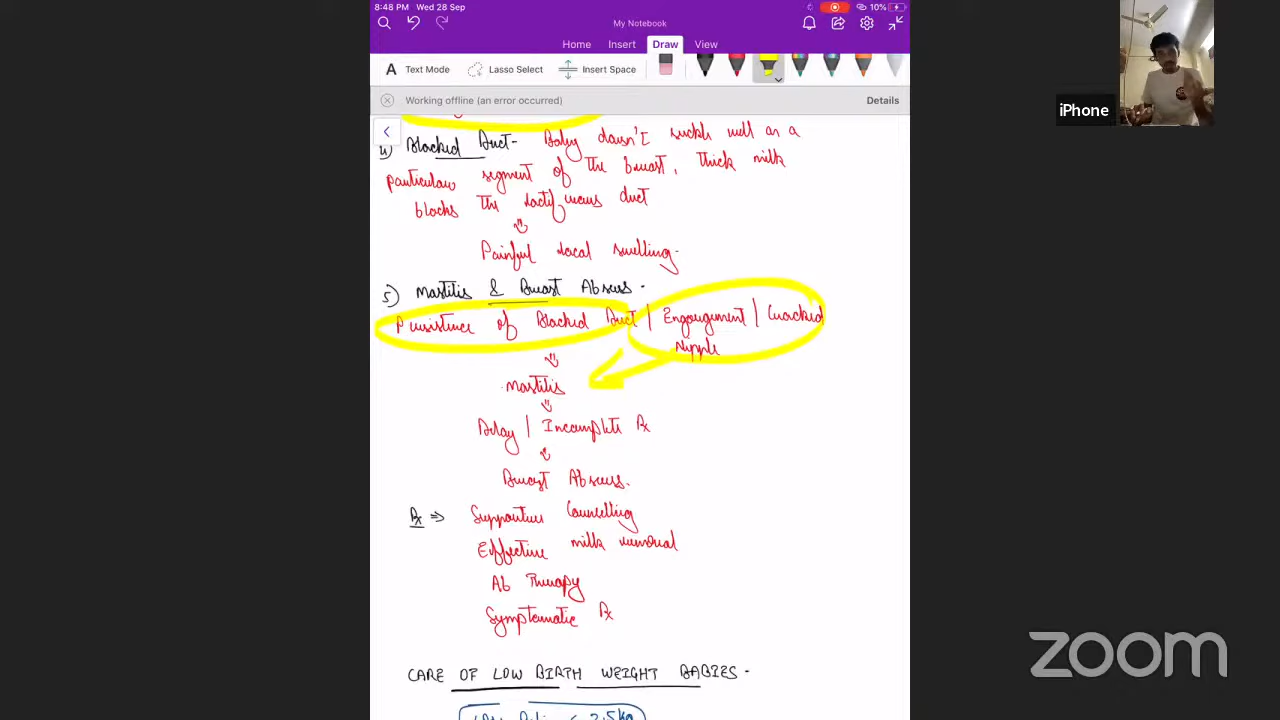 8:48 PM Wed 28 Sep
10%
My Notebook
Home Insert Draw View
A Text Mode Lasso Select Insert Space
Working offline (an error occurred) Details
iPhone
4) Blocked Duct- Baby doesn't suckle well on a
particular segment of the breast, thick milk
blocks the lactiferous duct
Painful local swelling-
5) Mastitis & Breast Abscess -
Persistence of Blocked Duct | Engorgement | Cracked
Nipple
Mastitis
Delay | Incomplete Rx
Breast Abscess.
Rx ⇒ Supportive Counselling
Effective milk removal
Ab Therapy
Symptomatic Rx
CARE OF LOW BIRTH WEIGHT BABIES -
< 2.5kg
zoom